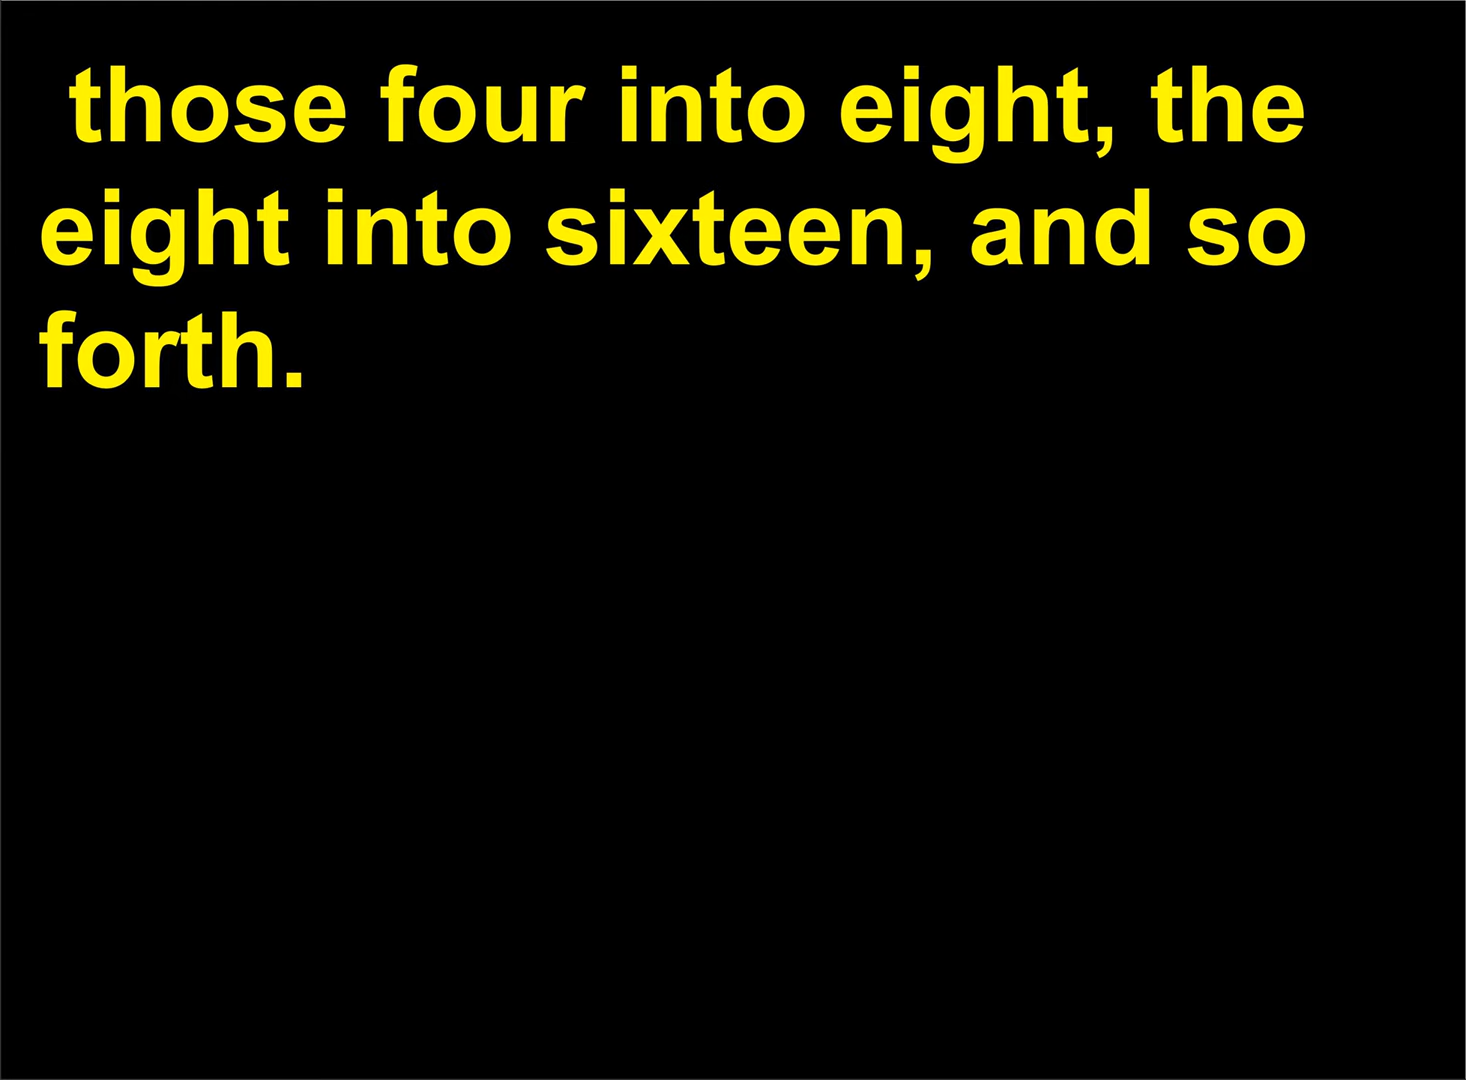 those four into eight, the
eight into sixteen, and so
forth.